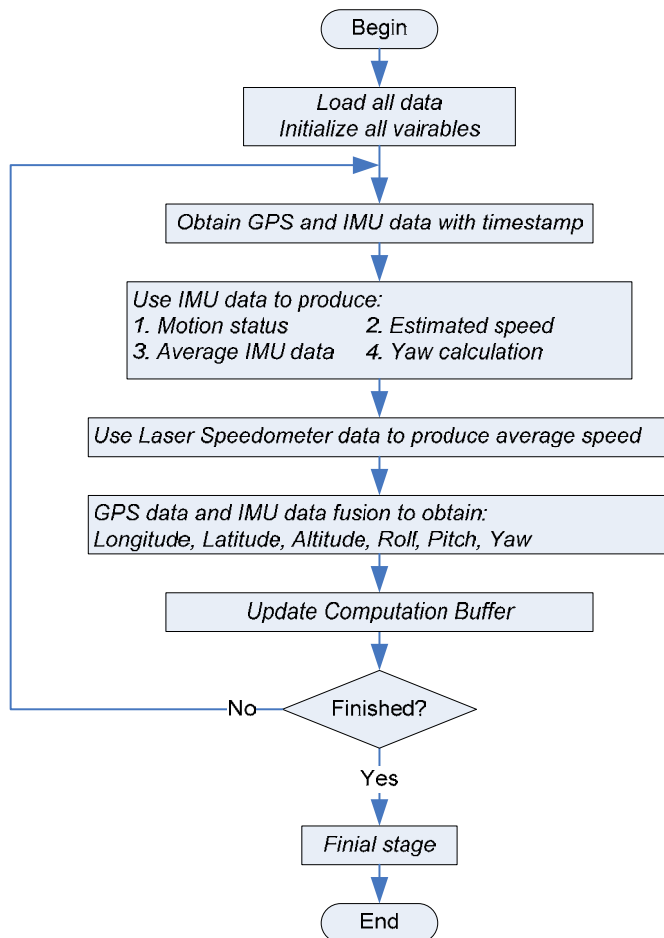 Begin
Load all data
Initialize all vairables
Obtain GPS and IMU data with timestamp
Use IMU data to produce:
1. Motion status 2. Estimated speed
3. Average IMU data 4. Yaw calculation
Use Laser Speedometer data to produce average speed
GPS data and IMU data fusion to obtain:
Longitude, Latitude, Altitude, Rolf, Pitch, Yaw
Update Computation Buffer
Finished?
No
Yes
Finial stage
End